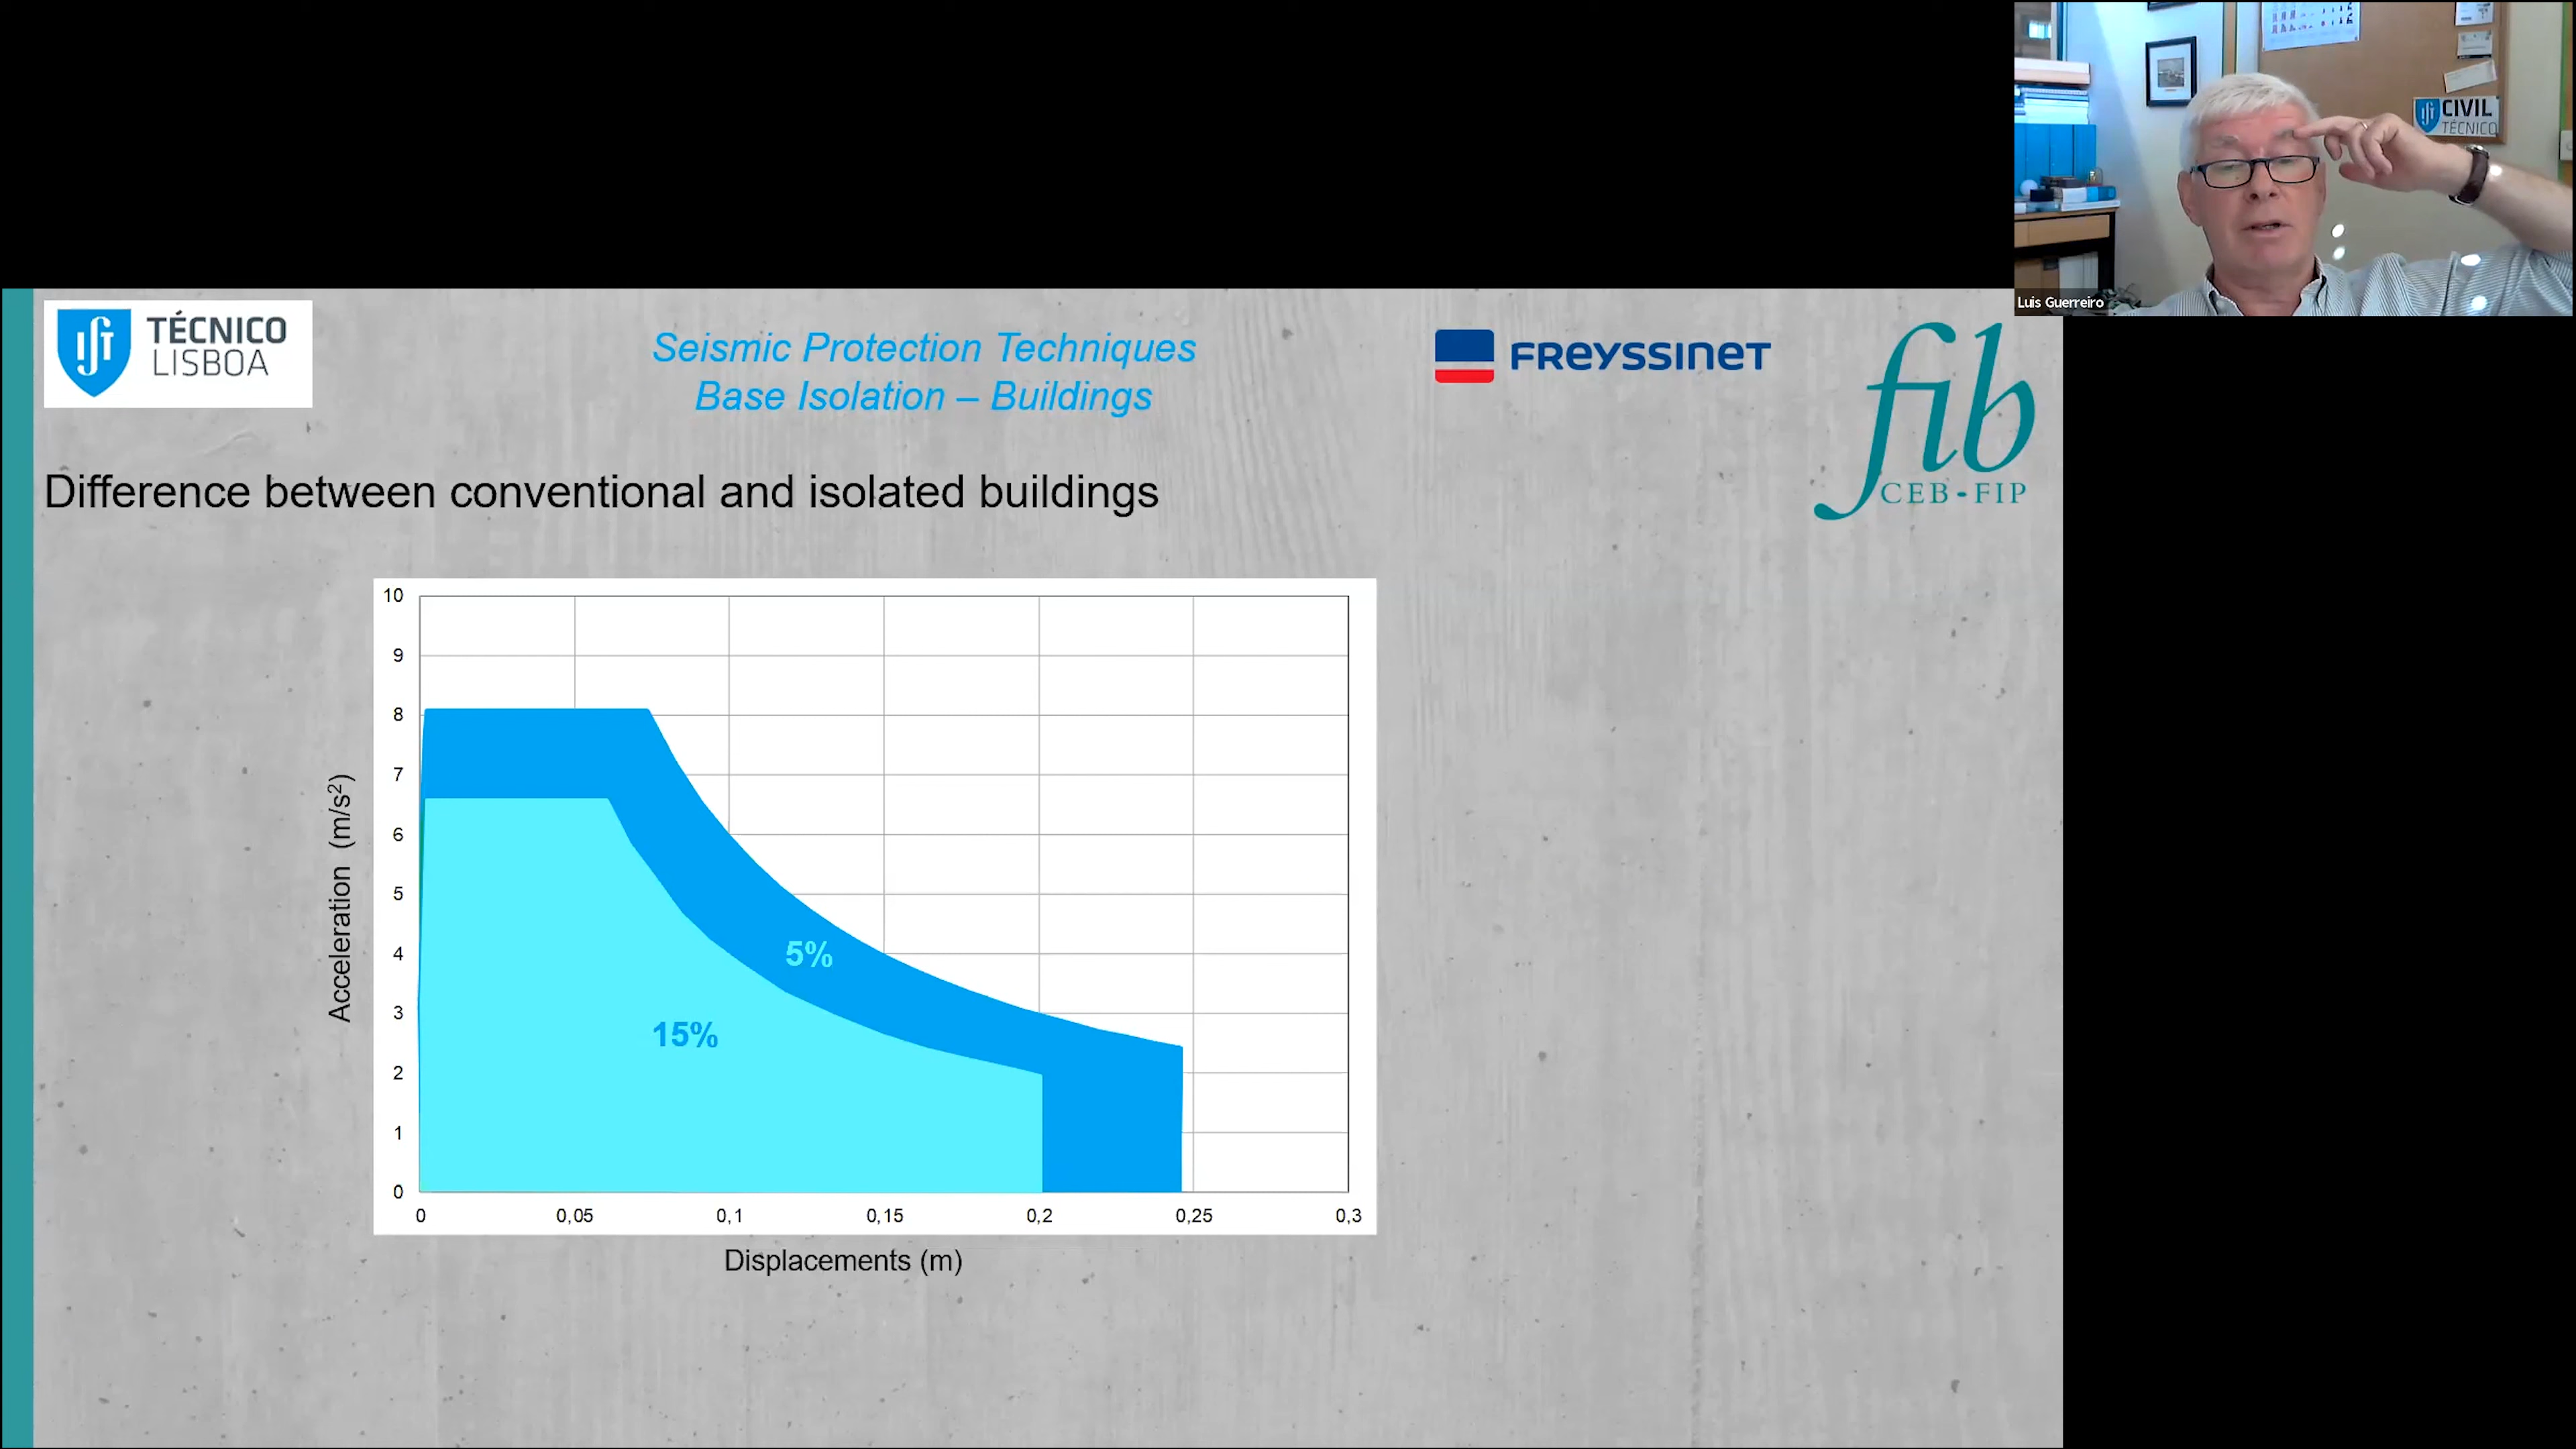 CIVIL
TÉCNICO
Luis Guerreiro
TÉCNICO
LISBOA
Seismic Protection Techniques
Base Isolation – Buildings
FREYSSINET
fib
CEB • FIP
Difference between conventional and isolated buildings
10
9
8
7
6
5
4
3
2
1
0
Acceleration (m/s²)
5%
15%
0
0,05
0,1
0,15
0,2
0,25
0,3
Displacements (m)